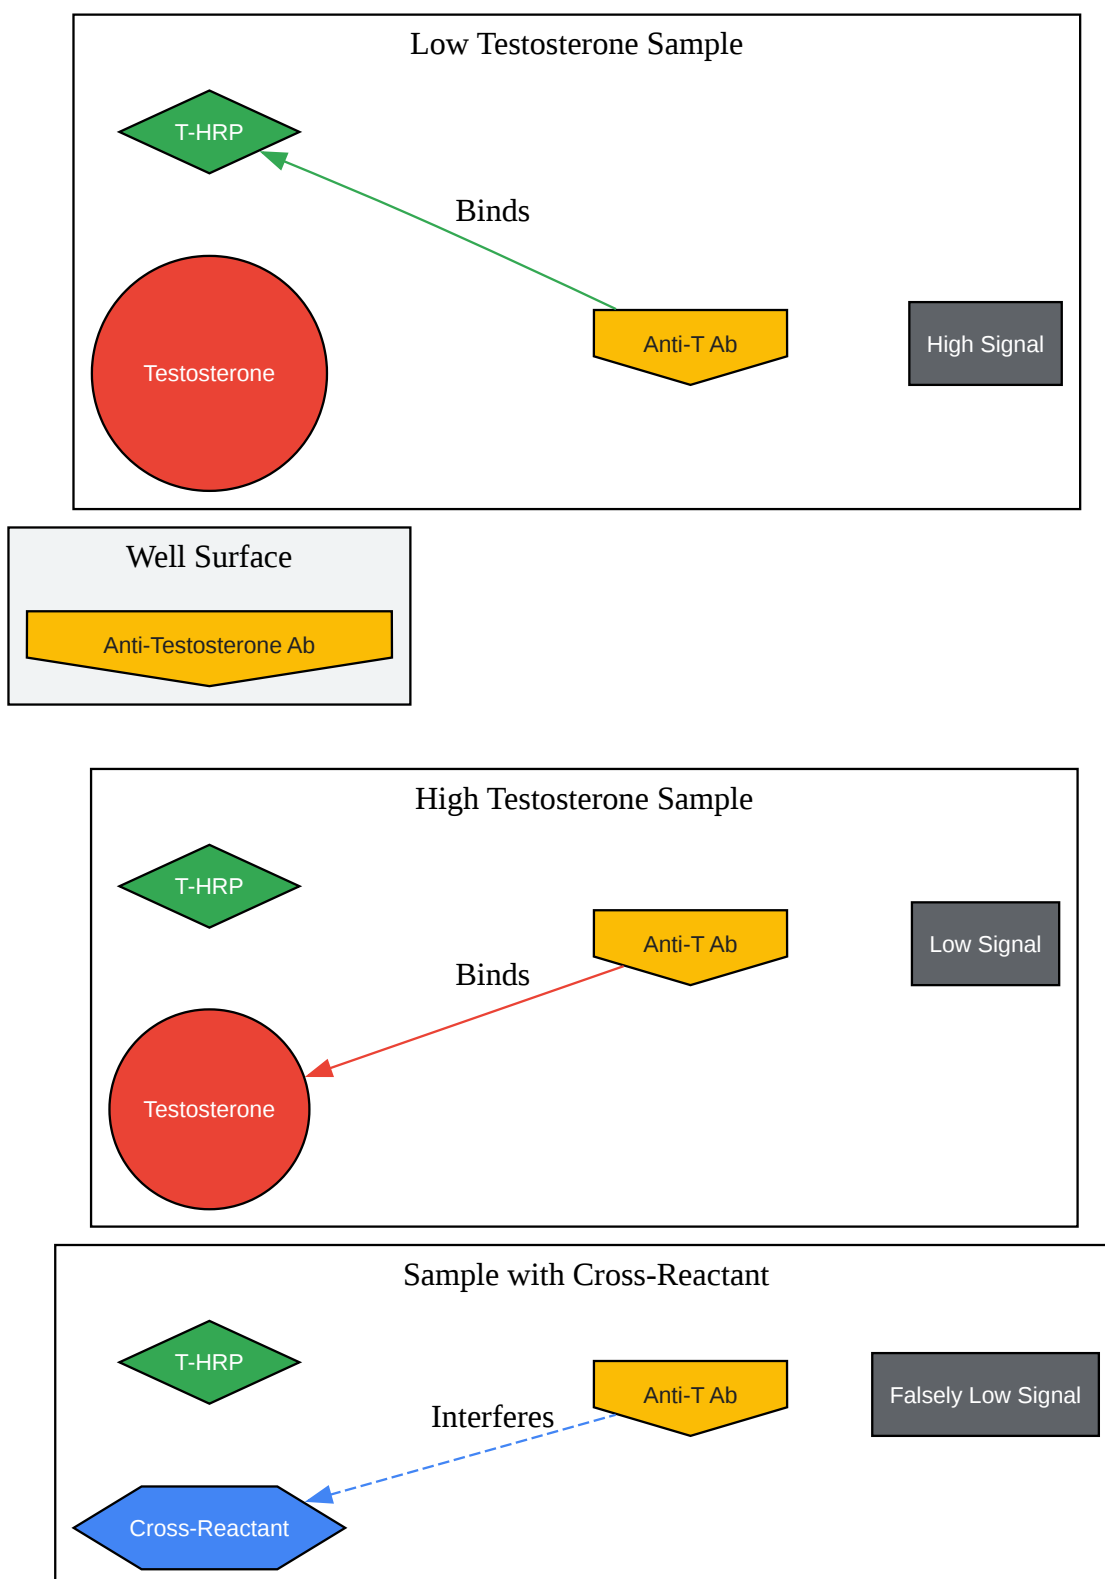 Low Testosterone Sample
T-HRP
Binds
Anti-T Ab
High Signal
Testosterone
Well Surface
Anti-Testosterone Ab
High Testosterone Sample
T-HRP
Anti-T Ab
Low Signal
Binds
Testosterone
Sample with Cross-Reactant
T-HRP
Anti-T Ab
Falsely Low Signal
Interferes
Cross-Reactant